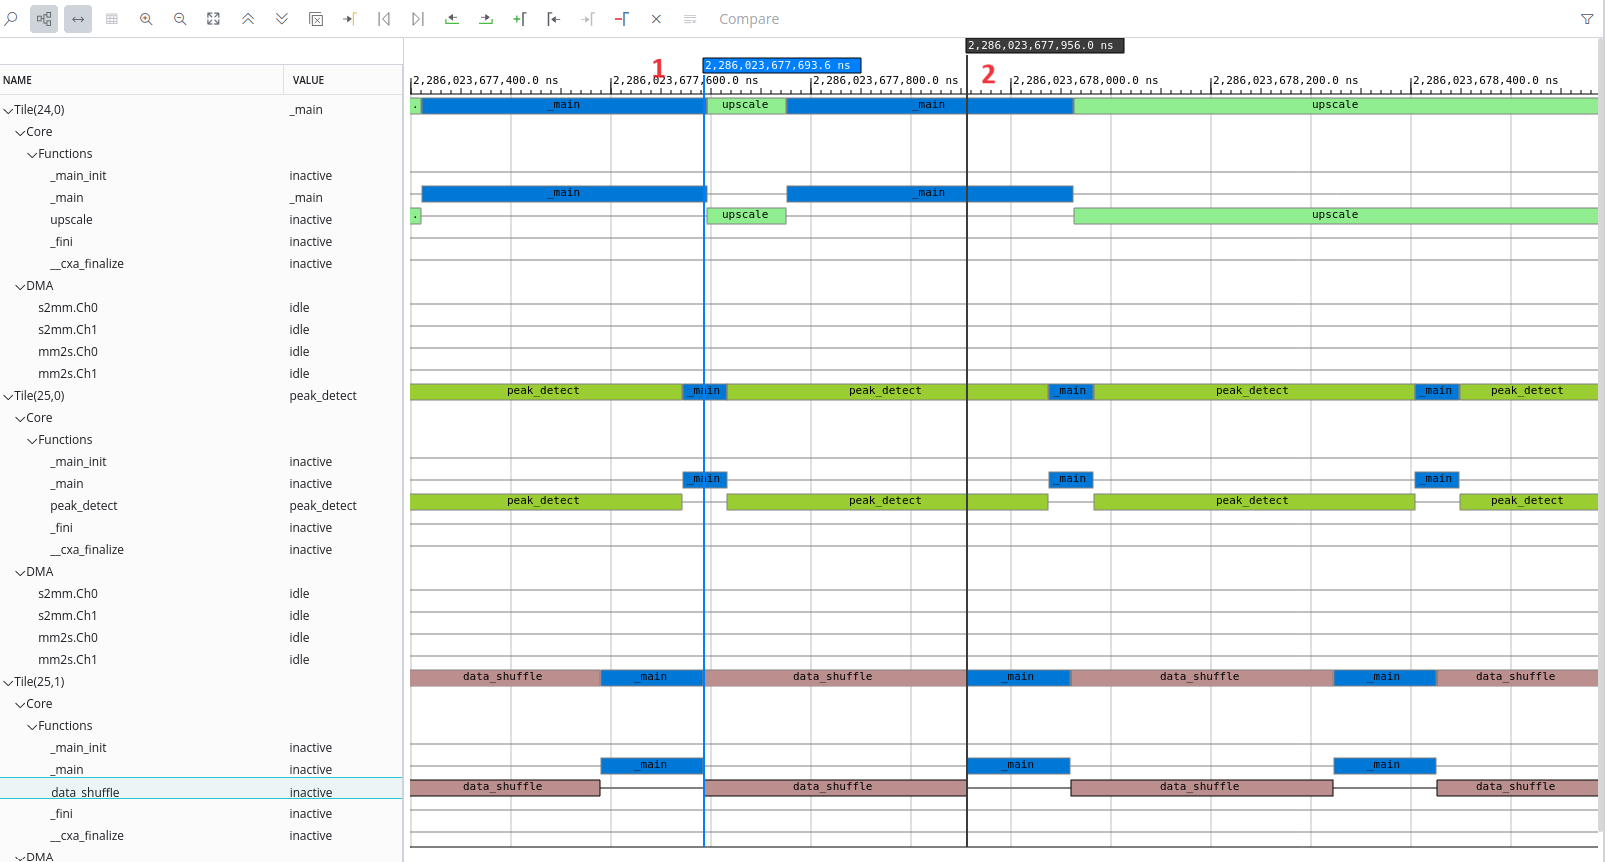 Compare
2,286,023,677,956.0 ns
1
2,286,023,677,693.6 ns
2
NAME VALUE
2,286,023,677,400.0 ns 2,286,023,677,600.0 ns 2,286,023,677,800.0 ns 2,286,023,678,000.0 ns 2,286,023,678,200.0 ns 2,286,023,678,400.0 ns
Tile(24,0) _main . _main upscale _main upscale
Core
Functions
_main_init inactive
_main _main _main _main
upscale inactive . upscale upscale
_fini inactive
__cxa_finalize inactive
DMA
s2mm.Ch0 idle
s2mm.Ch1 idle
mm2s.Ch0 idle
mm2s.Ch1 idle
Tile(25,0) peak_detect peak_detect _main peak_detect _main peak_detect _main peak_detect
Core
Functions
_main_init inactive
_main inactive _main _main _main
peak_detect peak_detect peak_detect peak_detect peak_detect peak_detect
_fini inactive
__cxa_finalize inactive
DMA
s2mm.Ch0 idle
s2mm.Ch1 idle
mm2s.Ch0 idle
mm2s.Ch1 idle
Tile(25,1) data_shuffle _main data_shuffle _main data_shuffle _main data_shuffle
Core
Functions
_main_init inactive
_main inactive _main _main _main
data_shuffle inactive data_shuffle data_shuffle data_shuffle data_shuffle
_fini inactive
__cxa_finalize inactive
DMA